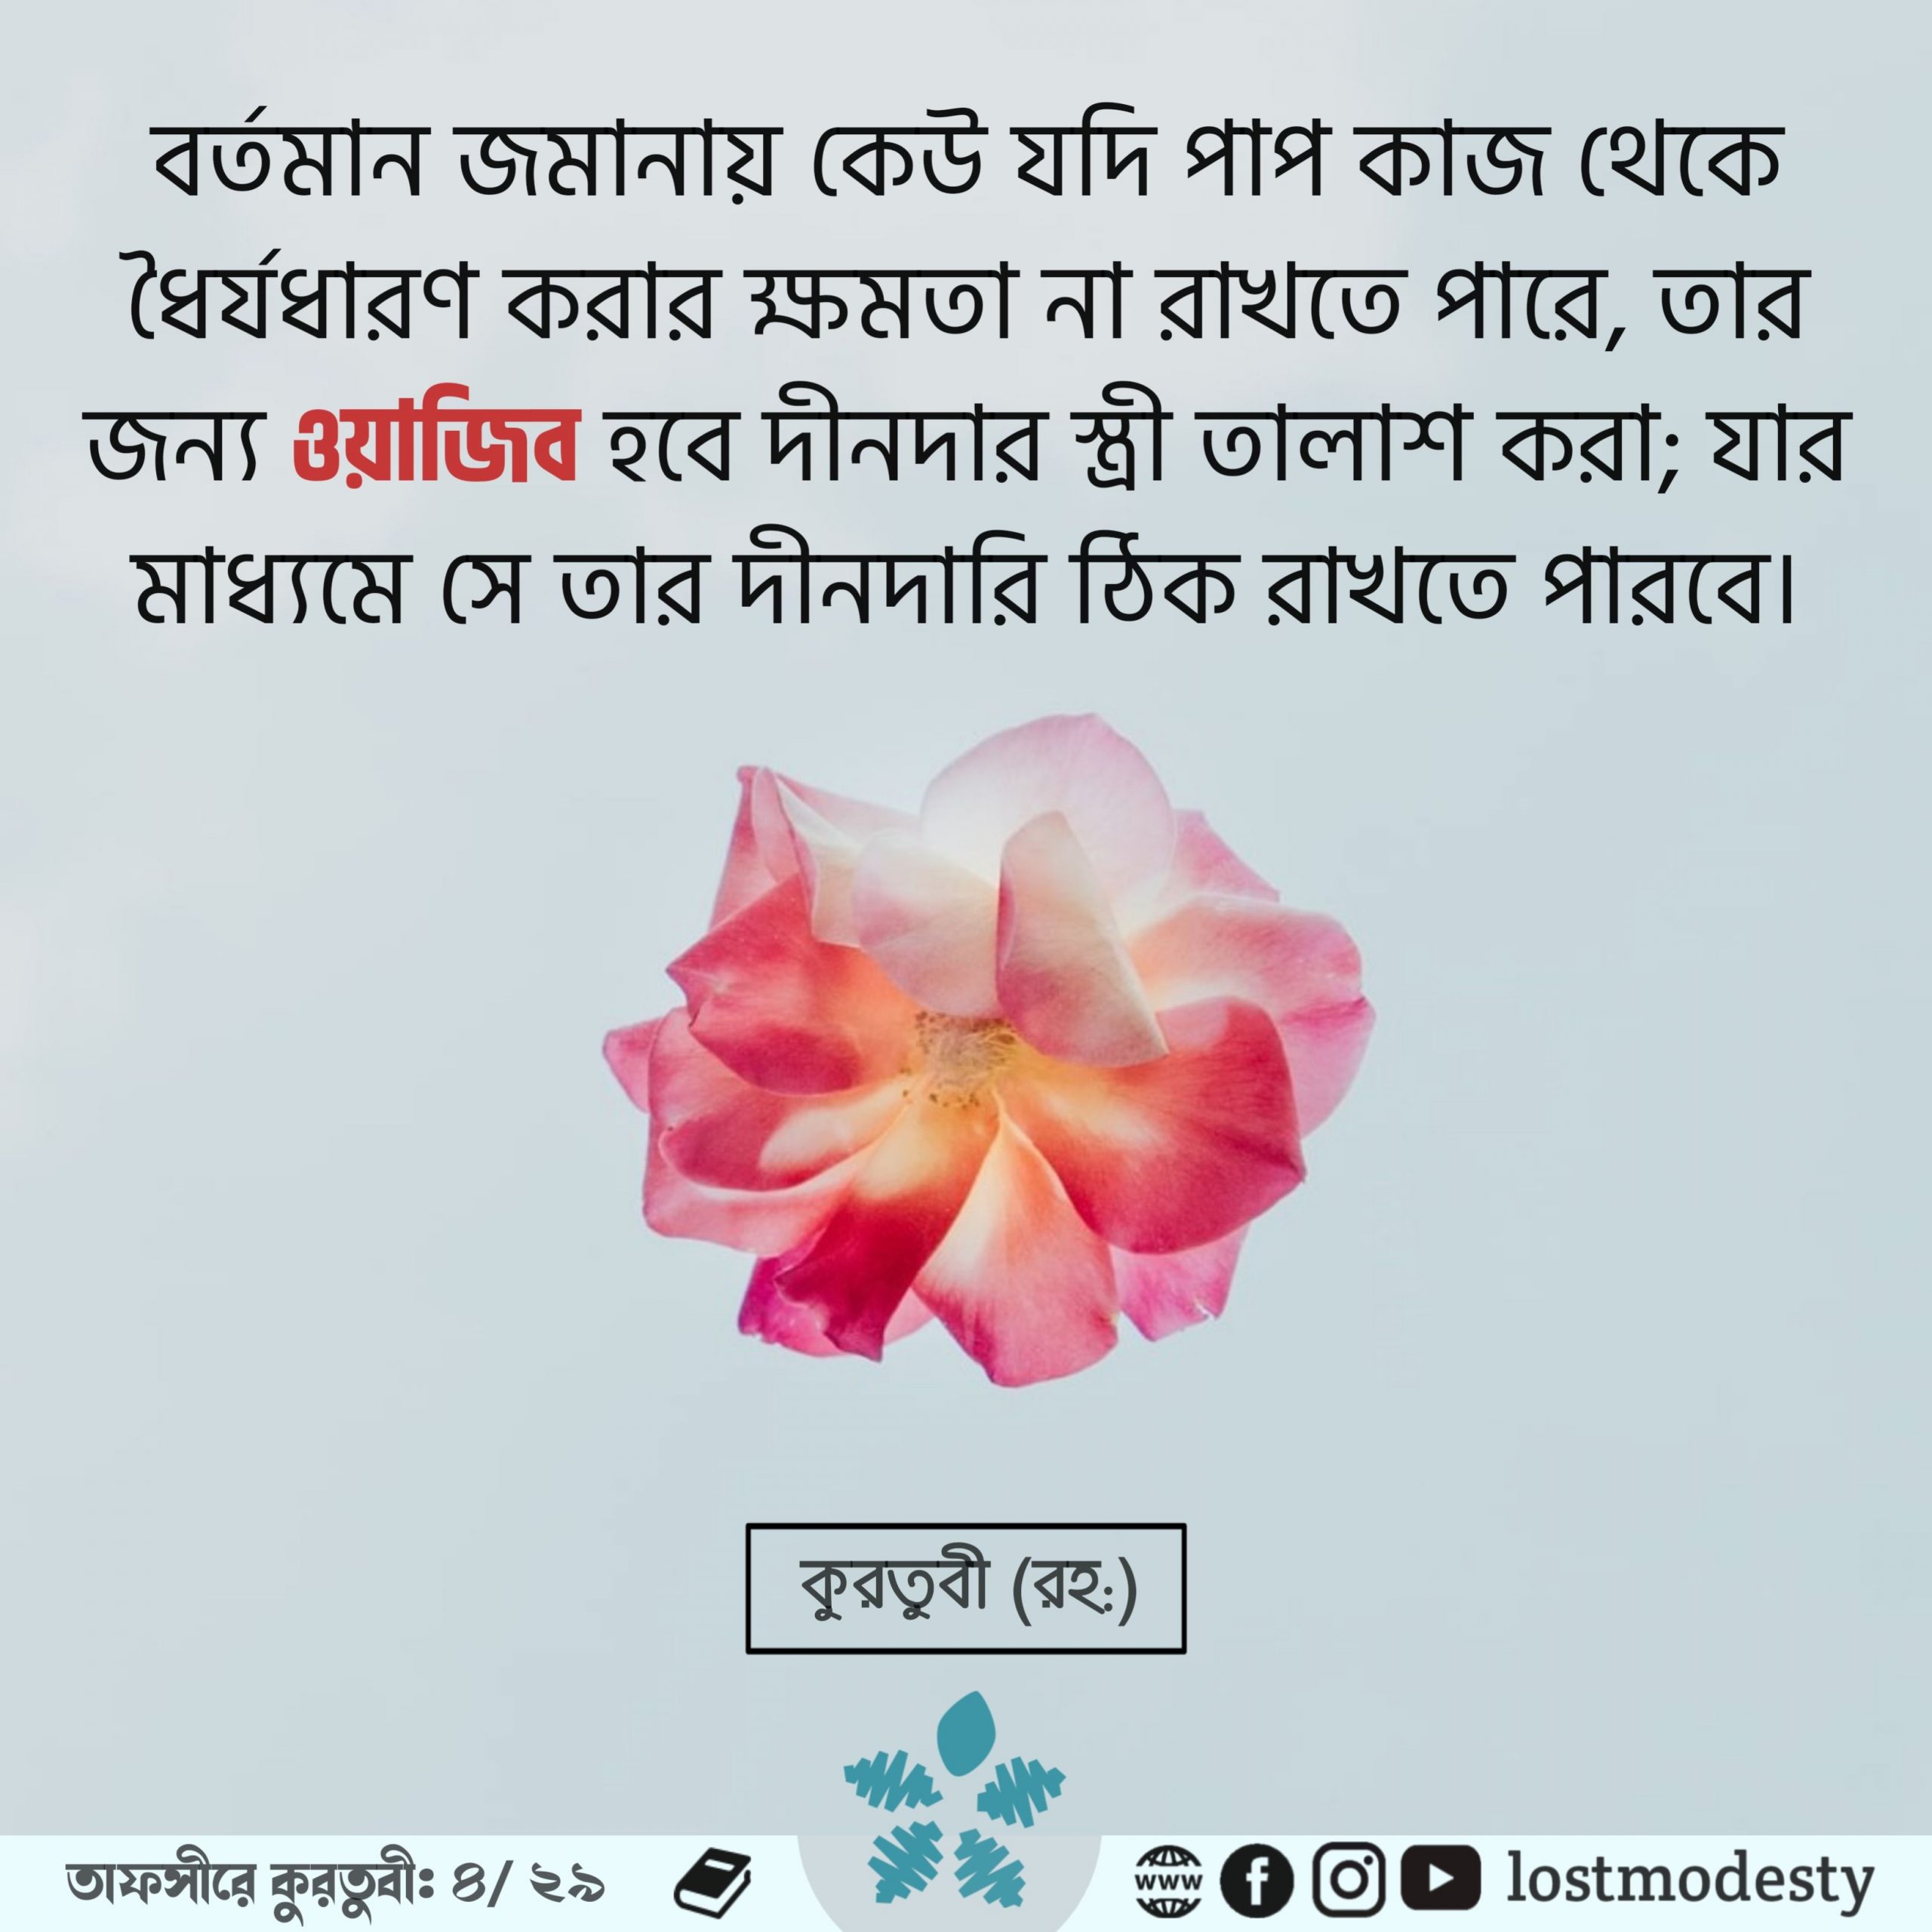 বর্তমান জমানায় কেউ যদি পাপ কাজ থেকে
ধৈর্যধারণ করার ক্ষমতা না রাখতে পারে, তার
জন্য ওয়াজিব হবে দীনদার স্ত্রী তালাশ করা; যার
মাধ্যমে সে তার দীনদারি ঠিক রাখতে পারবে।
কুরতুবী (রহ:)
তাফসীরে কুরতুবী: ৪/ ২৯
www lostmodesty